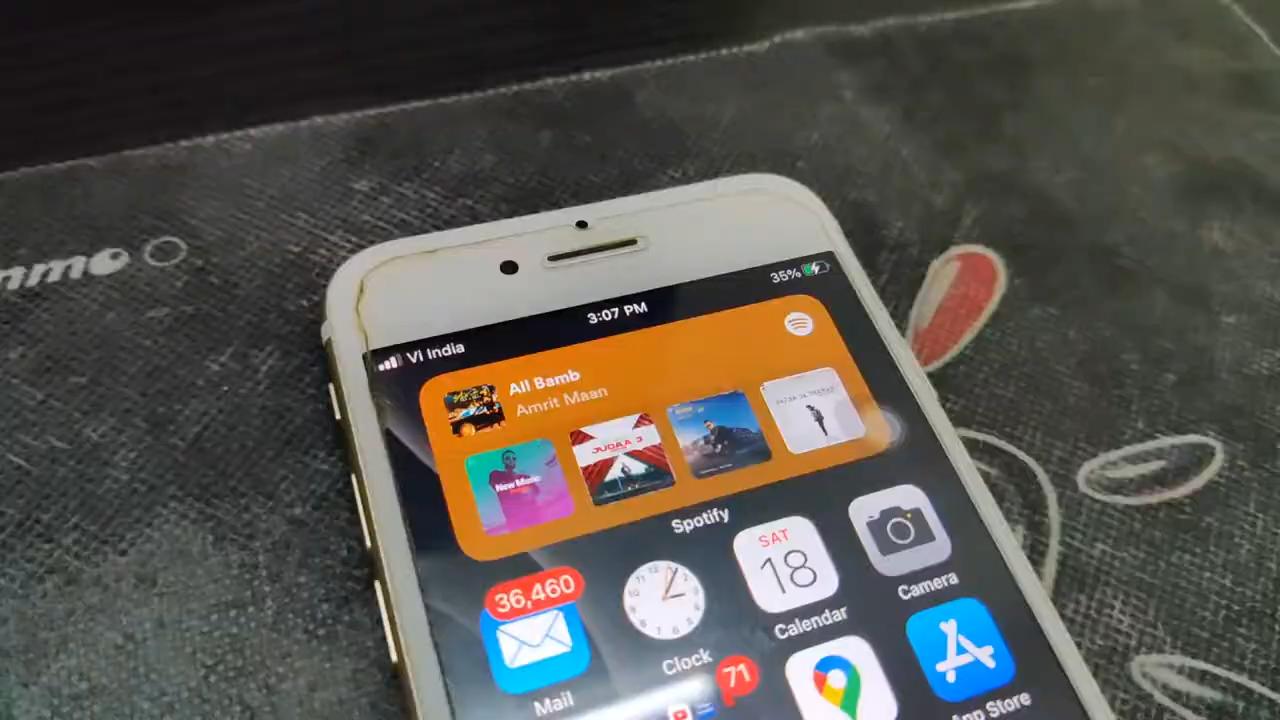 35%
3:07 PM
Vi India
All Bamb
Amrit Maan
New Music
JUDAA 3
Spotify
36,460
SAT
18
Camera
Calendar
Clock
71
Mail
App Store